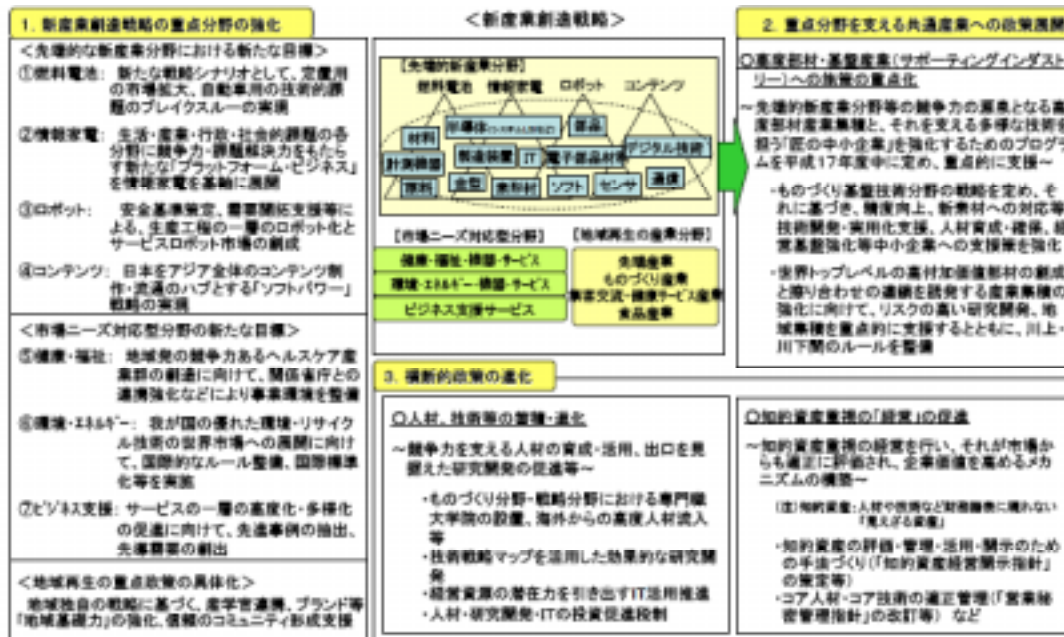 1. 新産業創造戦略の重点分野の強化
<先端的な新産業分野における新たな目標>
①燃料電池： 新たな戦略シナリオとして、定置用
の市場拡大、自動車用の技術的課
題のブレイクスルーの実現
②情報家電： 生活・産業・行政・社会的課題の各
分野に競争力・課題解決力をもたら
す新たな「プラットフォーム・ビジネス」
を情報家電を基軸に展開
③ロボット： 安全基準策定、需要開拓支援等に
よる、生産工程の一層のロボット化と
サービスロボット市場の創成
④コンテンツ： 日本をアジア全体のコンテンツ制
作・流通のハブとする「ソフトパワー」
戦略の実現
<市場ニーズ対応型分野の新たな目標>
⑤健康・福祉： 地域発の競争力あるヘルスケア産
業群の創造に向けて、関係省庁との
連携強化などにより事業環境を整備
⑥環境・エネルギー： 我が国の優れた環境・リサイク
ル技術の世界市場への展開に向け
て、国際的なルール整備、国際標準
化等を実施
⑦ビジネス支援： サービスの一層の高度化・多様化
の促進に向けて、先進事例の抽出、
先導需要の創出
<地域再生の重点政策の具体化>
地域独自の戦略に基づく、産学官連携、ブランド等
「地域基礎力」の強化、信頼のコミュニティ形成支援
<新産業創造戦略>
【先端的新産業分野】
燃料電池 情報家電 ロボット コンテンツ
材料 半導体 部品
計測機器 製造装置 IT 電子部品材料 デジタル技術
原料 金型 素形材 ソフト センサ 通信
【市場ニーズ対応型分野】
健康・福祉・機器・サービス
環境・エネルギー・機器・サービス
ビジネス支援サービス
【地域再生の産業分野】
先端産業
ものづくり産業
集客交流・健康サービス産業
食品産業
2. 重点分野を支える共通産業への政策展開
○高度部材・基盤産業（サポーティングインダスト
リー）への施策の重点化
～先端的新産業分野等の競争力の源泉となる高
度部材産業集積と、それを支える多様な技術を
担う「匠の中小企業」を強化するためのプログラ
ムを平成17年度中に定め、重点的に支援～
・ものづくり基盤技術分野の戦略を定め、そ
れに基づき、精度向上、新素材への対応等
技術開発・実用化支援、人材育成・確保、経
営基盤強化等中小企業への支援策を強化
・世界トップレベルの高付加価値部材の創成
と擦り合わせの連鎖を誘発する産業集積の
強化に向けて、リスクの高い研究開発、地
域集積を重点的に支援するとともに、川上・
川下間のルールを整備
3. 横断的政策の進化
○人材、技術等の蓄積・進化
～競争力を支える人材の育成・活用、出口を見
据えた研究開発の促進等～
・ものづくり分野・戦略分野における専門職
大学院の設置、海外からの高度人材流入
等
・技術戦略マップを活用した効果的な研究開
発
・経営資源の潜在力を引き出すIT活用推進
・人材・研究開発・ITの投資促進税制
○知的資産重視の「経営」の促進
～知的資産重視の経営を行い、それが市場か
らも適正に評価され、企業価値を高めるメカ
ニズムの構築～
（注）知的資産：人材や技術など財務諸表に現れない
「見えざる資産」
・知的資産の評価・管理・活用・開示のため
の手法づくり（「知的資産経営開示指針」
の策定等）
・コア人材・コア技術の適正管理（「営業秘
密管理指針」の改訂等） など